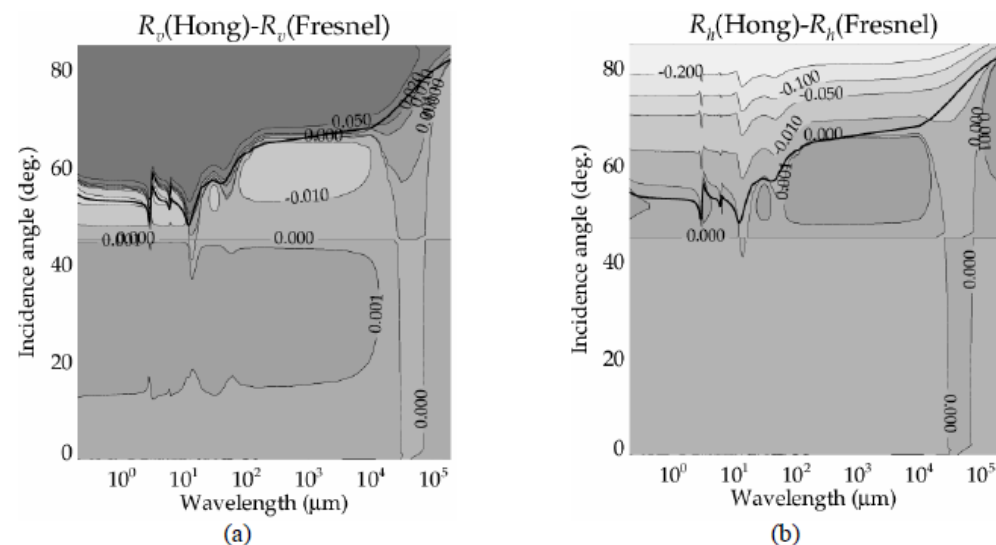 R_v(Hong)-R_v(Fresnel)
80
60
40
20
0
Incidence angle (deg.)
0.050
0.000
-0.010
0.000
0.000
0.001
0.000
10^0 10^1 10^2 10^3 10^4 10^5
Wavelength (μm)
(a)
R_h(Hong)-R_h(Fresnel)
80
60
40
20
0
Incidence angle (deg.)
-0.200
-0.100
-0.050
-0.010
0.000
0.000
0.001
0.000
0.000
10^0 10^1 10^2 10^3 10^4 10^5
Wavelength (μm)
(b)